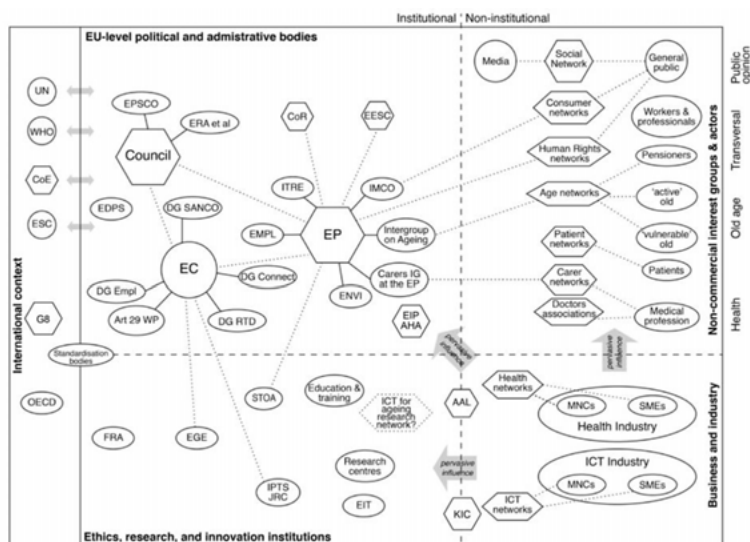 Institutional
Non-institutional
EU-level political and admistrative bodies
International context
UN
WHO
CoE
ESC
G8
Standardisation
bodies
OECD
EPSCO
ERA et al
Council
EDPS
DG SANCO
EC
DG Connect
DG Empl
Art 29 WP
DG RTD
CoR
EESC
ITRE
IMCO
EMPL
EP
Intergroup
on Ageing
Carers IG
at the EP
ENVI
EIP
AHA
Media
Social
Network
General
public
Consumer
networks
Workers &
professionals
Human Rights
networks
Pensioners
Age networks
'active'
old
Patient
networks
'vulnerable'
old
Carer
networks
Patients
Doctors
associations
Medical
profession
Public
opinion
Transversal
Old age
Health
Non-commercial interest groups & actors
pervasive
influence
pervasive
influence
STOA
Education &
training
ICT for
ageing
research
network?
AAL
Health
networks
MNCs
SMEs
Health Industry
FRA
EGE
IPTS
JRC
Research
centres
EIT
pervasive
influence
KIC
ICT
networks
ICT Industry
MNCs
SMEs
Business and industry
Ethics, research, and innovation institutions